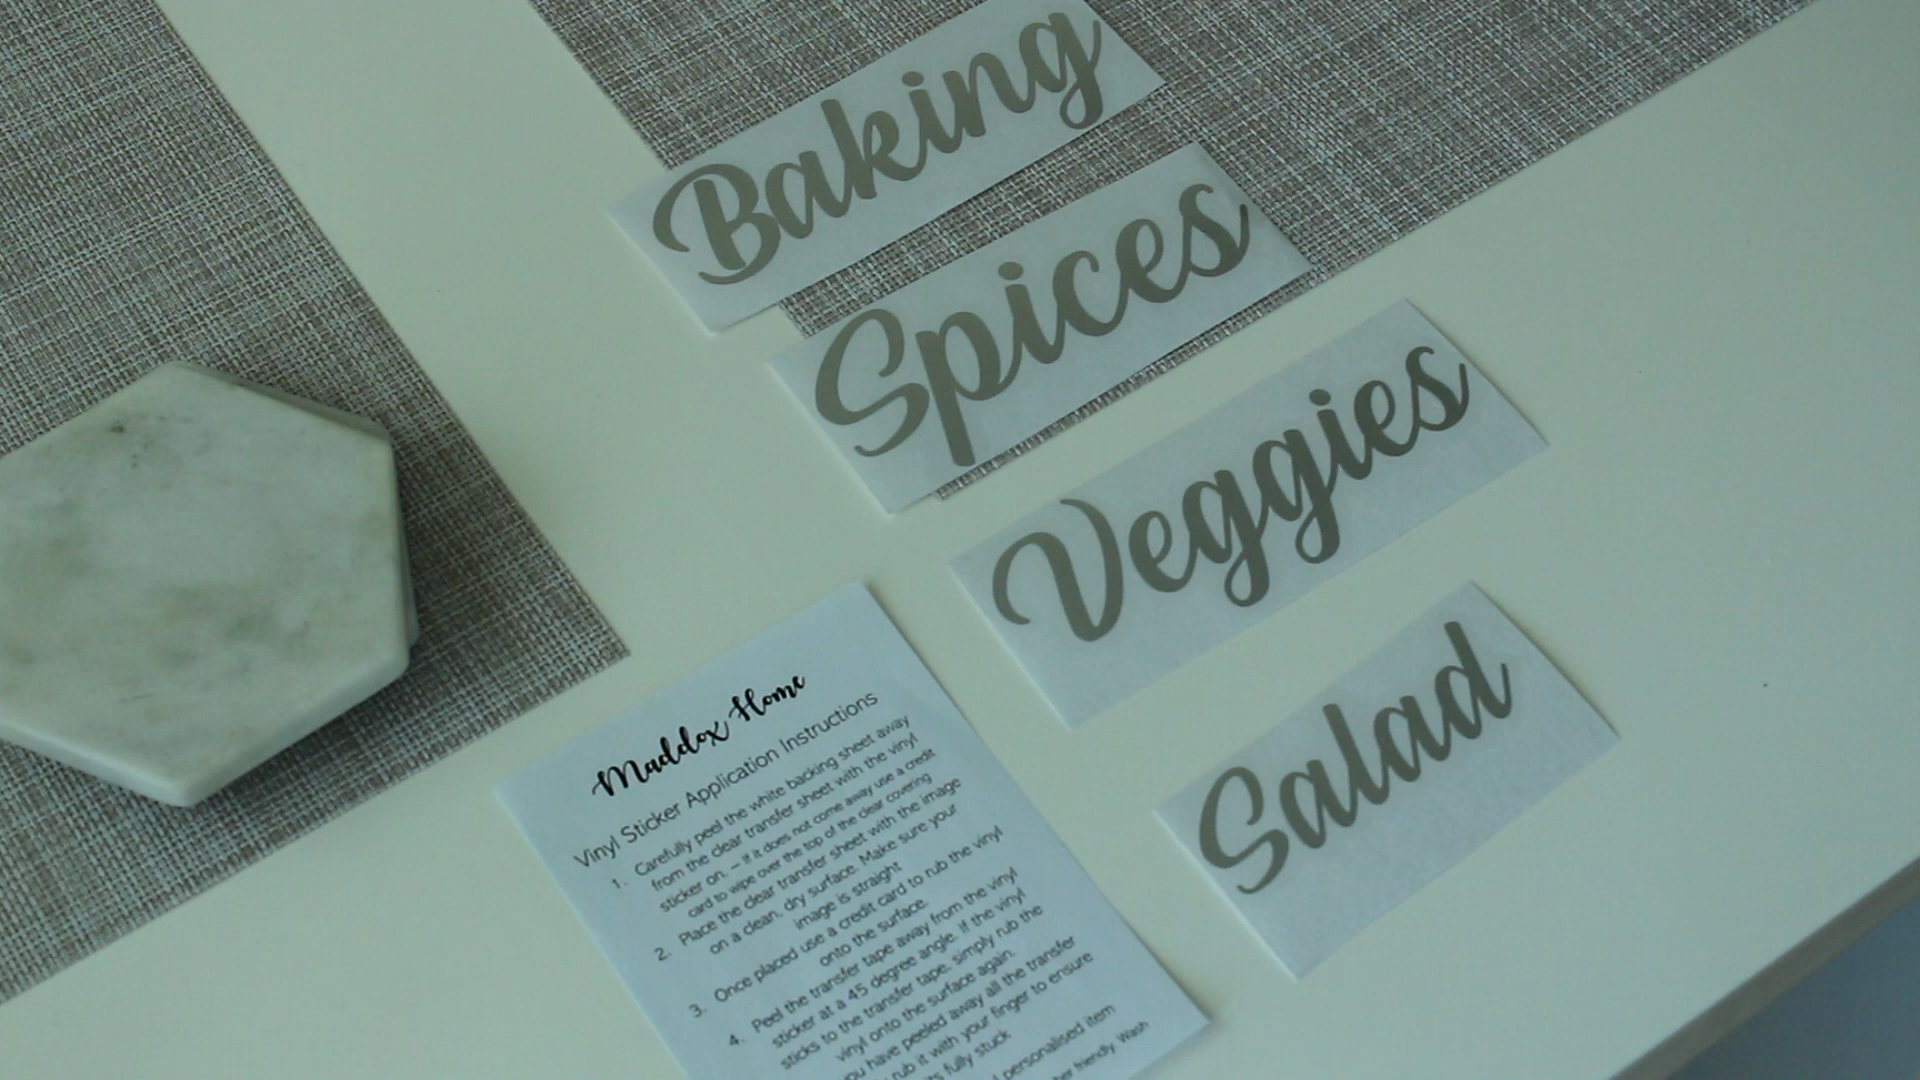 Baking
Spices
Veggies
Salad
Maddox Home
Vinyl Sticker Application Instructions
1. Carefully peel the white backing sheet away
from the clear transfer sheet with the vinyl
sticker on. – If it does not come away use a credit
card to wipe over the top of the clear covering
2. Place the clear transfer sheet with the image
on a clean, dry surface. Make sure your
image is straight
3. Once placed use a credit card to rub the vinyl
onto the surface.
4. Peel the transfer tape away from the vinyl
sticker at a 45 degree angle. If the vinyl
sticks to the transfer tape, simply rub the
vinyl onto the surface again.
have peeled away all the transfer
rub it with your finger to ensure
fully stuck
personalised item
friendly. Wash